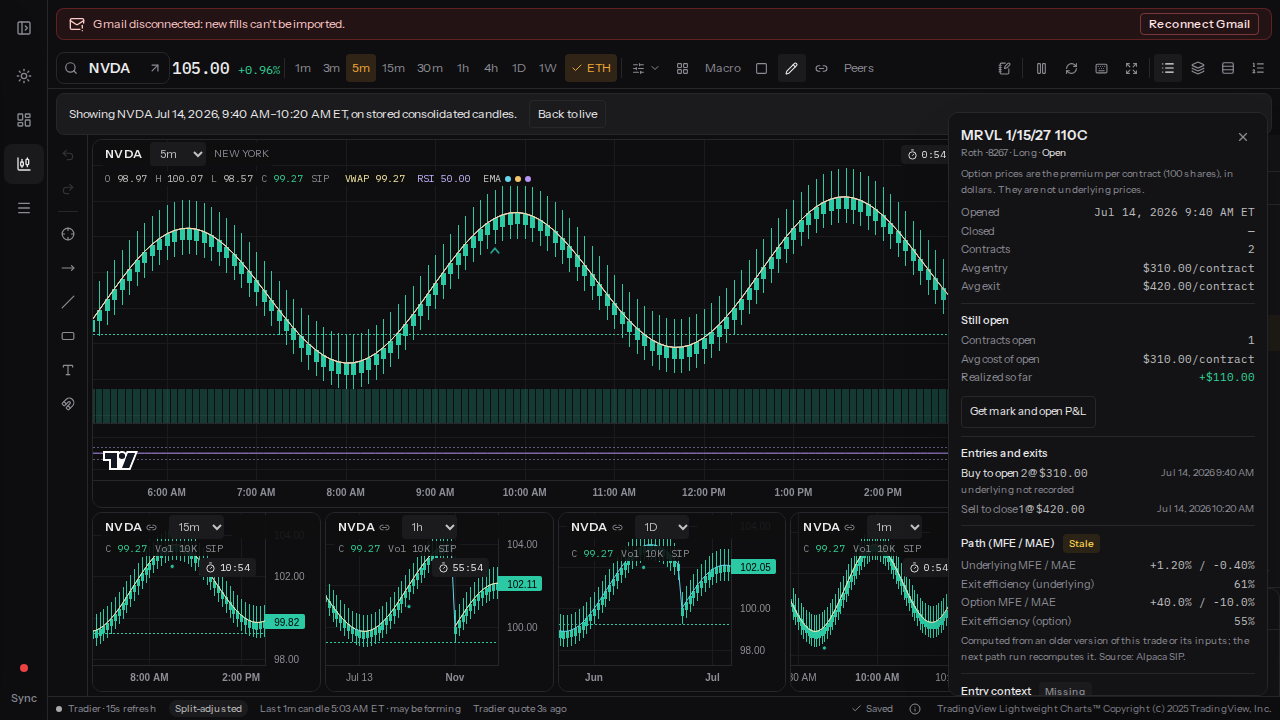 Gmail disconnected: new fills can't be imported.
Reconnect Gmail
NVDA 105.00 +0.96% 1m 3m 5m 15m 30m 1h 4h 1D 1W ETH Macro Peers
Showing NVDA Jul 14, 2026, 9:40 AM–10:20 AM ET, on stored consolidated candles. Back to live
NVDA 5m NEW YORK 0:54
O 98.97 H 100.07 L 98.57 C 99.27 SIP VWAP 99.27 RSI 50.00 EMA
6:00 AM 7:00 AM 8:00 AM 9:00 AM 10:00 AM 11:00 AM 12:00 PM 1:00 PM 2:00 PM
NVDA 15m
104.00
C 99.27 Vol 10K SIP
10:54
102.00
99.82
98.00
8:00 AM 2:00 PM
NVDA 1h
104.00
C 99.27 Vol 10K SIP
55:54
102.11
100.00
Jul 13 Nov
NVDA 1D
104.00
C 99.27 Vol 10K SIP
102.05
100.00
98.00
Jun Jul
NVDA 1m
C 99.27 Vol 10K SIP
0:54
10:00 AM
MRVL 1/15/27 110C
Roth ·8267 · Long · Open
Option prices are the premium per contract (100 shares), in
dollars. They are not underlying prices.
Opened Jul 14, 2026 9:40 AM ET
Closed —
Contracts 2
Avg entry $310.00/contract
Avg exit $420.00/contract
Still open
Contracts open 1
Avg cost of open $310.00/contract
Realized so far +$110.00
Get mark and open P&L
Entries and exits
Buy to open 2 @ $310.00 Jul 14, 2026 9:40 AM
underlying not recorded
Sell to close 1 @ $420.00 Jul 14, 2026 10:20 AM
Path (MFE / MAE) Stale
Underlying MFE / MAE +1.20% / -0.40%
Exit efficiency (underlying) 61%
Option MFE / MAE +40.0% / -10.0%
Exit efficiency (option) 55%
Computed from an older version of this trade or its inputs; the
next path run recomputes it. Source: Alpaca SIP.
Entry context Missing
Sync
Tradier · 15s refresh Split-adjusted Last 1m candle 5:03 AM ET · may be forming Tradier quote 3s ago Saved TradingView Lightweight Charts™ Copyright (c) 2025 TradingView, Inc.